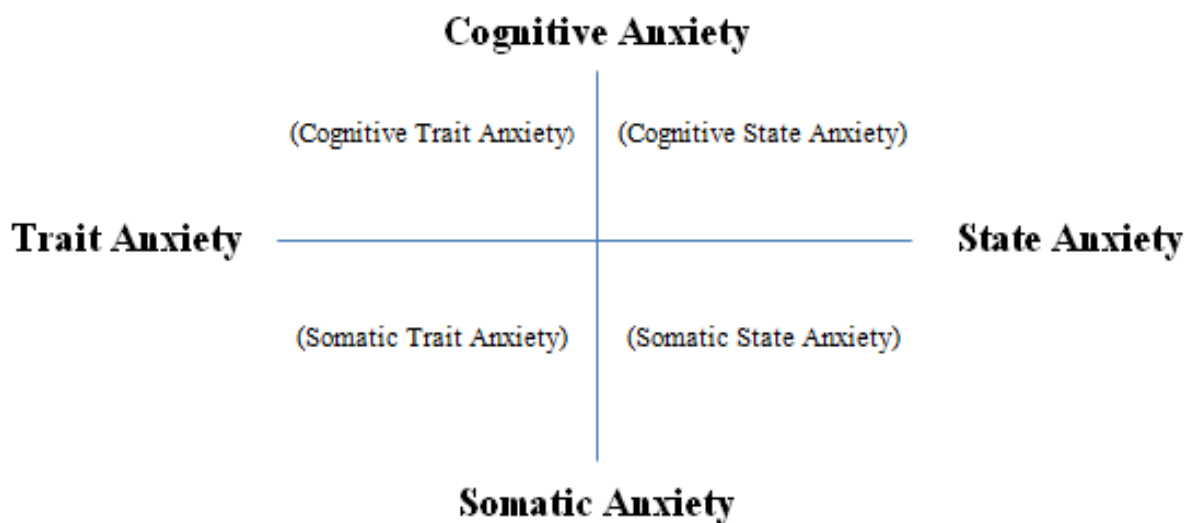 Cognitive Anxiety
(Cognitive Trait Anxiety) (Cognitive State Anxiety)
Trait Anxiety State Anxiety
(Somatic Trait Anxiety) (Somatic State Anxiety)
Somatic Anxiety